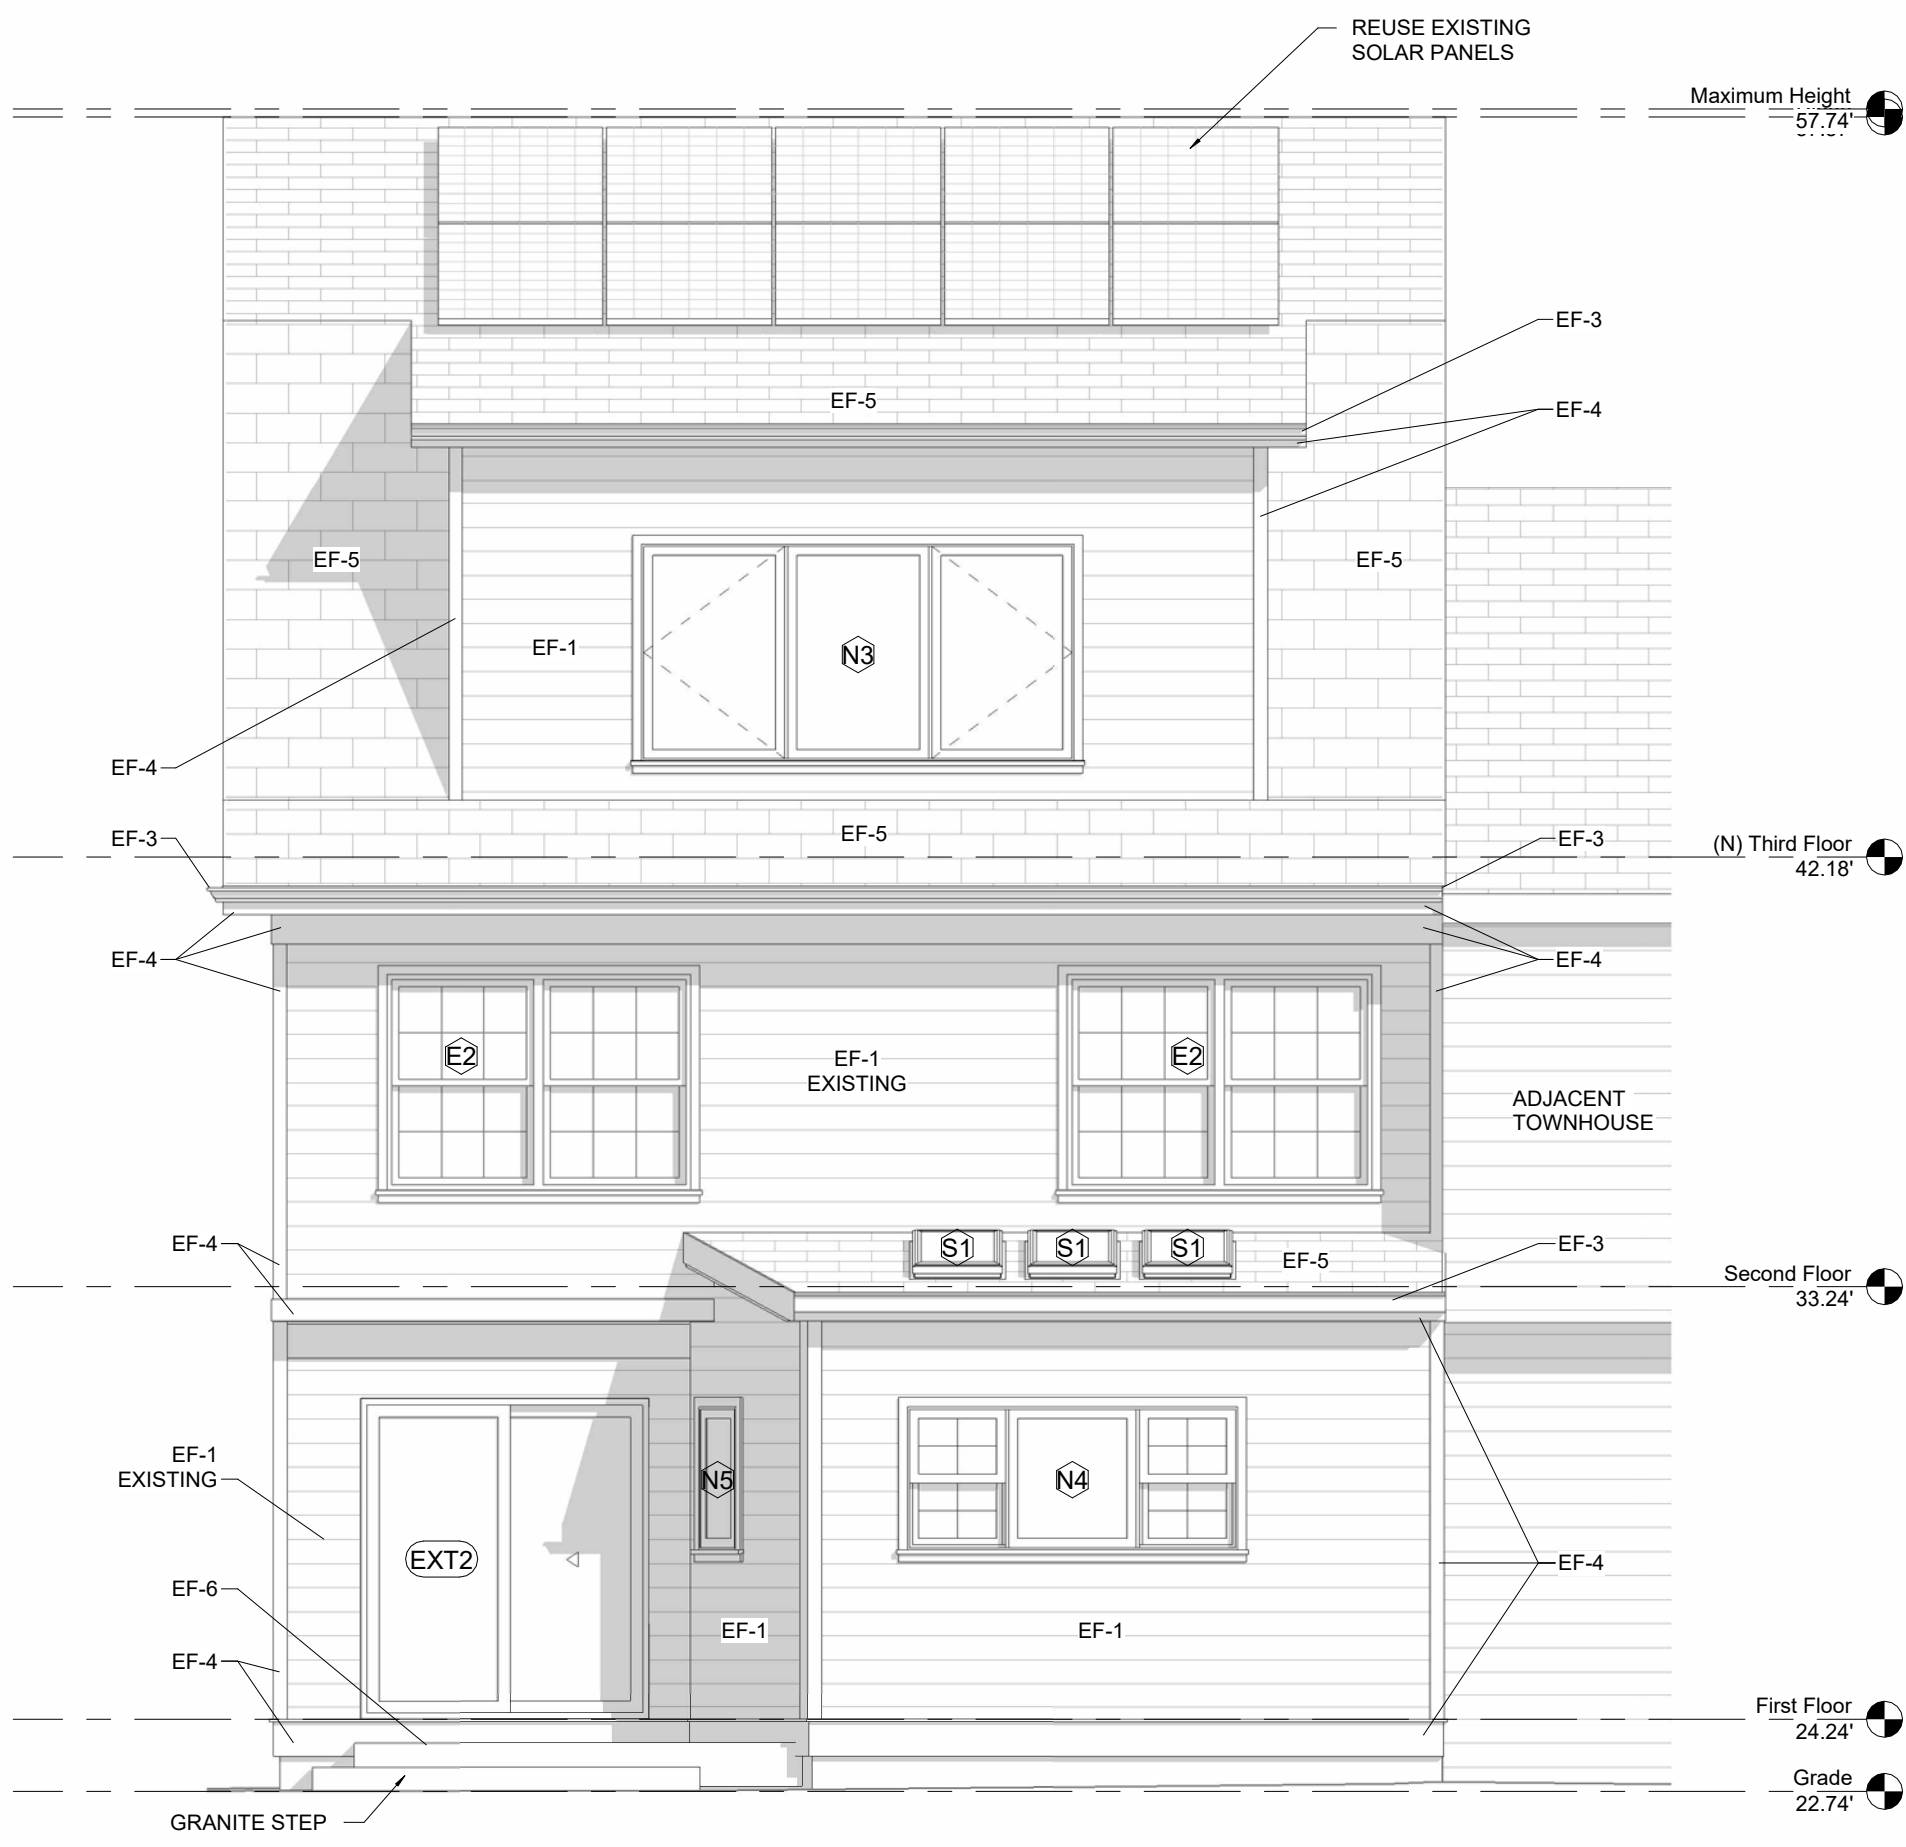 REUSE EXISTING
SOLAR PANELS
Maximum Height
57.74'
EF-3
EF-5
EF-4
EF-5
EF-5
EF-1
N3
EF-4
EF-5
EF-3
EF-3
(N) Third Floor
42.18'
EF-4
EF-4
E2
E2
EF-1
EXISTING
ADJACENT
TOWNHOUSE
EF-4
S1
S1
S1
EF-5
EF-3
Second Floor
33.24'
EF-1
EXISTING
N5
N4
EXT2
EF-4
EF-6
EF-1
EF-1
EF-4
First Floor
24.24'
Grade
22.74'
GRANITE STEP